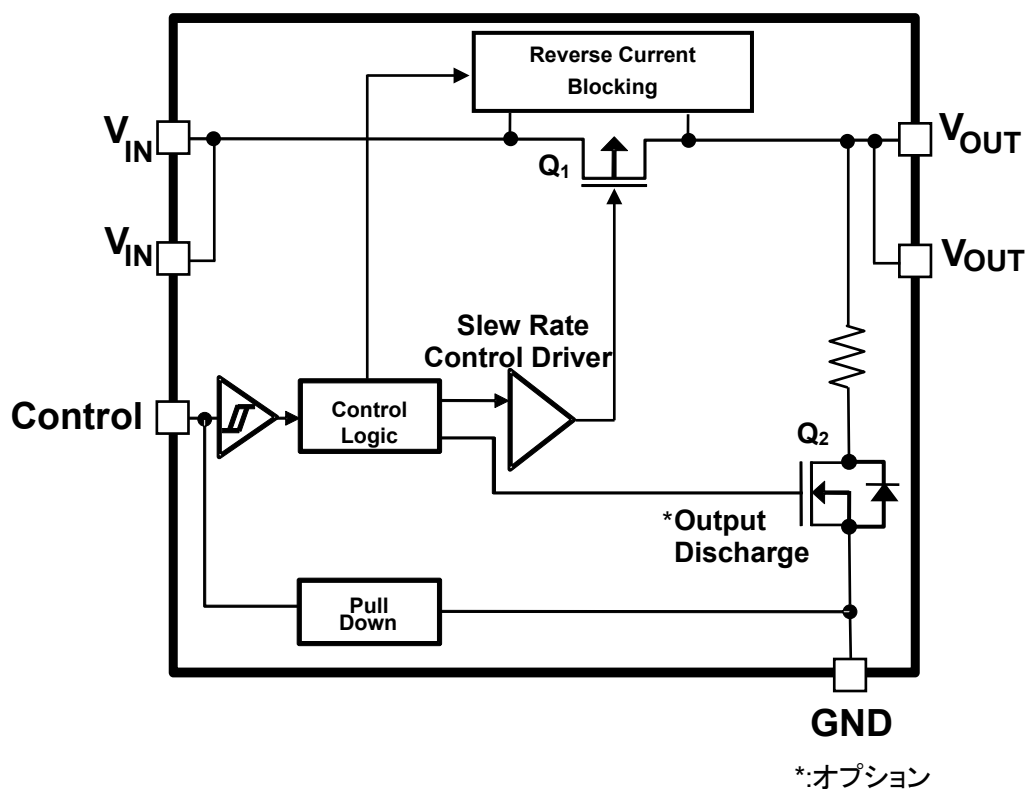 Reverse Current
Blocking
VIN
VOUT
Q1
VIN
VOUT
Slew Rate
Control Driver
Control
Control
Logic
Q2
*Output
Discharge
Pull
Down
GND
*:オプション